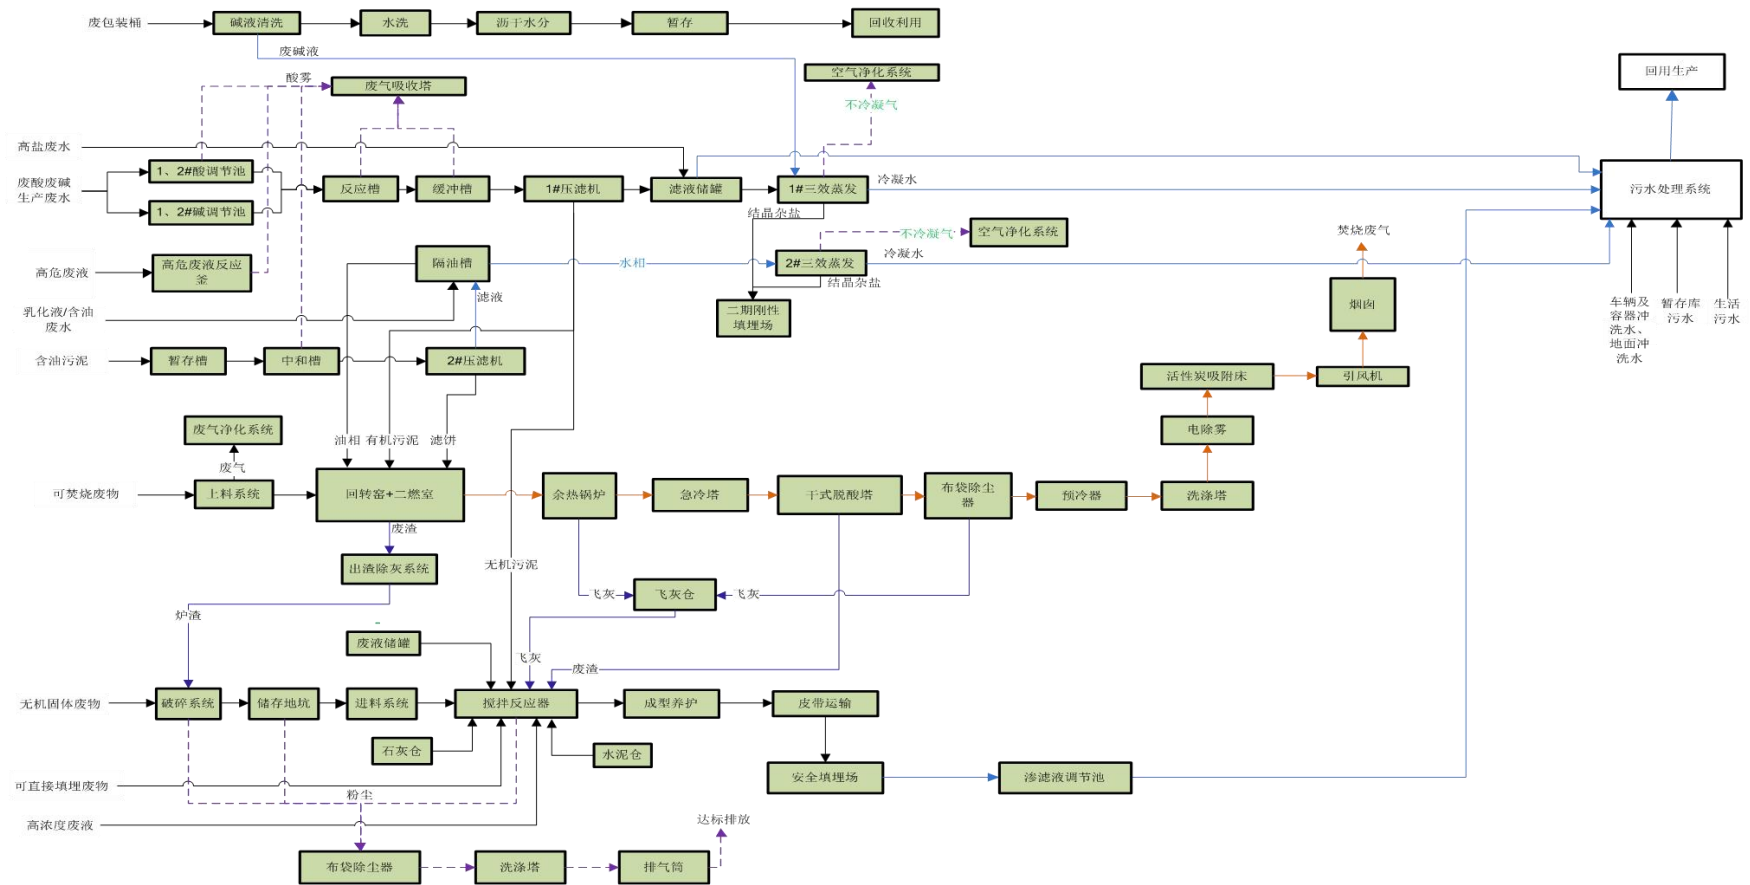 废包装桶
碱液清洗
水洗
沥干水分
暂存
回收利用
废碱液
酸雾
废气吸收塔
空气净化系统
不冷凝气
回用生产
高盐废水
废酸废碱
生产废水
1、2#酸调节池
1、2#碱调节池
反应槽
缓冲槽
1#压滤机
滤液储罐
1#三效蒸发
冷凝水
污水处理系统
结晶杂盐
不冷凝气
空气净化系统
焚烧废气
高危废液
高危废液反应
釜
隔油槽
水相
2#三效蒸发
冷凝水
结晶杂盐
滤液
乳化液/含油
废水
二期刚性
填埋场
烟囱
车辆及
容器冲
洗水、
地面冲
洗水
暂存库
污水
生活
污水
含油污泥
暂存槽
中和槽
2#压滤机
活性炭吸附床
引风机
废气净化系统
废气
油相
有机污泥
滤饼
电除雾
可焚烧废物
上料系统
回转窑+二燃室
余热锅炉
急冷塔
干式脱酸塔
布袋除尘
器
预冷器
洗涤塔
废渣
出渣除灰系统
无机污泥
飞灰
飞灰仓
飞灰
炉渣
废液储罐
飞灰
废渣
无机固体废物
破碎系统
储存地坑
进料系统
搅拌反应器
成型养护
皮带运输
石灰仓
水泥仓
安全填埋场
渗滤液调节池
可直接填埋废物
粉尘
高浓度废液
达标排放
布袋除尘器
洗涤塔
排气筒